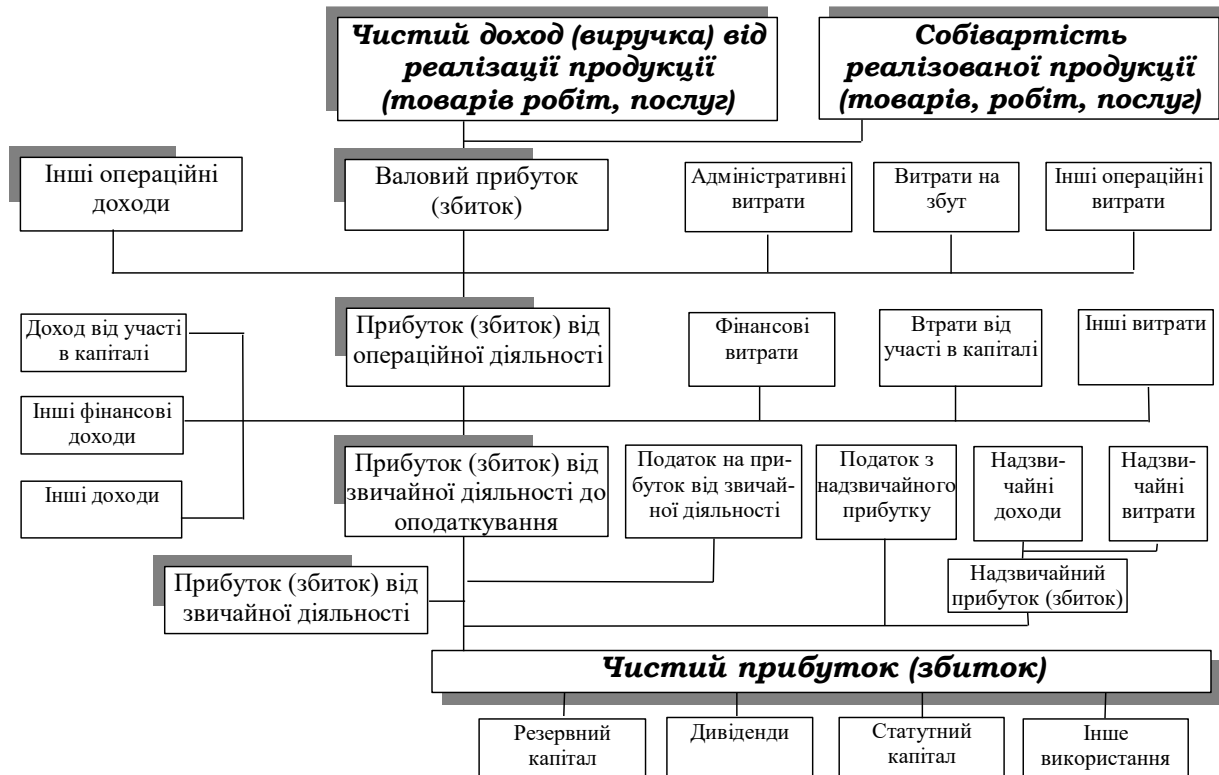 Чистий доход (виручка) від
реалізації продукції
(товарів робіт, послуг)
Собівартість
реалізованої продукції
(товарів, робіт, послуг)
Інші операційні
доходи
Валовий прибуток
(збиток)
Адміністративні
витрати
Витрати на
збут
Інші операційні
витрати
Доход від участі
в капіталі
Прибуток (збиток) від
операційної діяльності
Фінансові
витрати
Втрати від
участі в капіталі
Інші витрати
Інші фінансові
доходи
Інші доходи
Прибуток (збиток) від
звичайної діяльності до
оподаткування
Податок на при-
буток від звичай-
ної діяльності
Податок з
надзвичайного
прибутку
Надзви-
чайні
доходи
Надзви-
чайні
витрати
Прибуток (збиток) від
звичайної діяльності
Надзвичайний
прибуток (збиток)
Чистий прибуток (збиток)
Резервний
капітал
Дивіденди
Статутний
капітал
Інше
використання